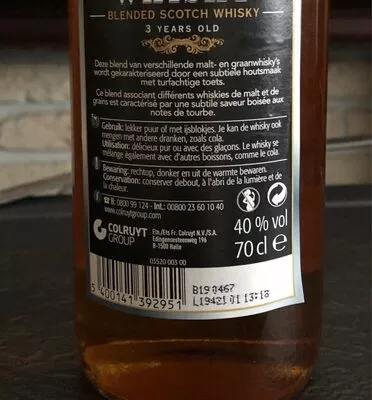 BLENDED SCOTCH WHISKY
3 YEARS OLD
Deze blend van verschillende malt- en graanwhisky's
wordt gekarakteriseerd door een subtiele houtsmaak
met turfachtige toets.
Ce blend associant différents whiskies de malt et de
grains est caractérisé par une subtile saveur boisée aux
notes de tourbe.
Gebruik: lekker puur of met ijsblokjes. Je kan de whisky ook
mengen met andere dranken, zoals cola.
Utilisation: délicieux pur ou avec des glaçons. Le whisky se
mélange également avec d'autres boissons, comme le cola.
Bewaring: rechtop, donker en uit de warmte bewaren.
Conservation: conserver debout, à l'abri de la lumière et de
la chaleur.
B: 0800 99 124 - Int.: 00800 23 60 10 40
www.colruytgroup.com
COLRUYT
GROUP
Etn./Ets Fr. Colruyt N.V./S.A.
Edingensesteenweg 196
B-1500 Halle
40 % vol
70 cl e
05520 003 00
5 400141 392951
B19 0467
L19421 01 13:18